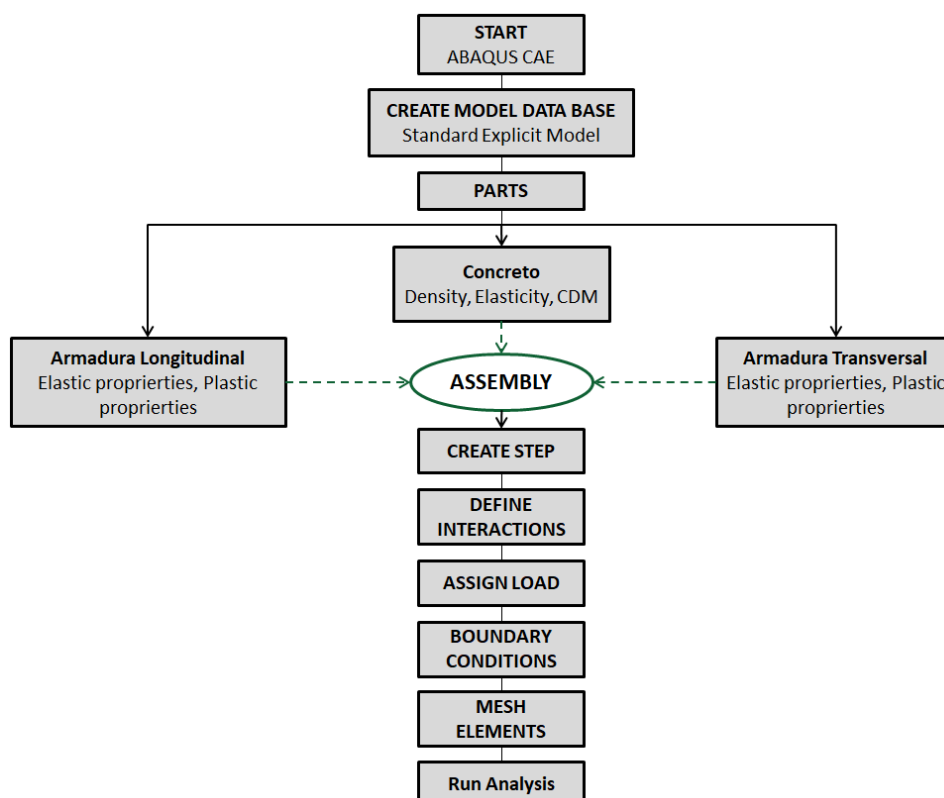 START
ABAQUS CAE
CREATE MODEL DATA BASE
Standard Explicit Model
PARTS
Concreto
Density, Elasticity, CDM
Armadura Longitudinal
Elastic proprierties, Plastic
proprierties
ASSEMBLY
Armadura Transversal
Elastic proprierties, Plastic
proprierties
CREATE STEP
DEFINE
INTERACTIONS
ASSIGN LOAD
BOUNDARY
CONDITIONS
MESH
ELEMENTS
Run Analysis